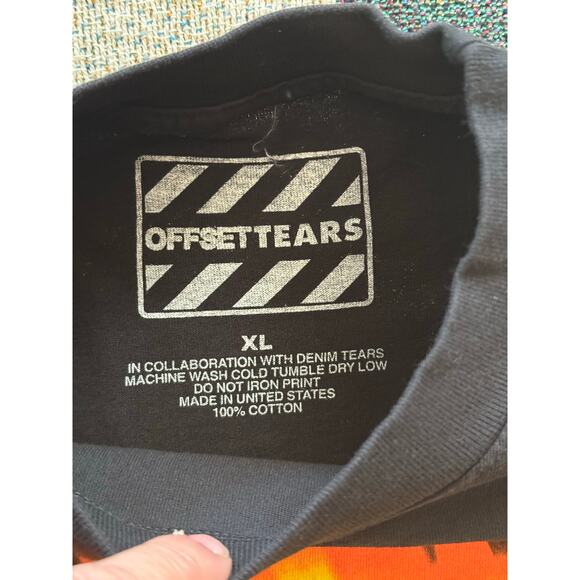 OFFSETTEARS
XL
IN COLLABORATION WITH DENIM TEARS
MACHINE WASH COLD TUMBLE DRY LOW
DO NOT IRON PRINT
MADE IN UNITED STATES
100% COTTON